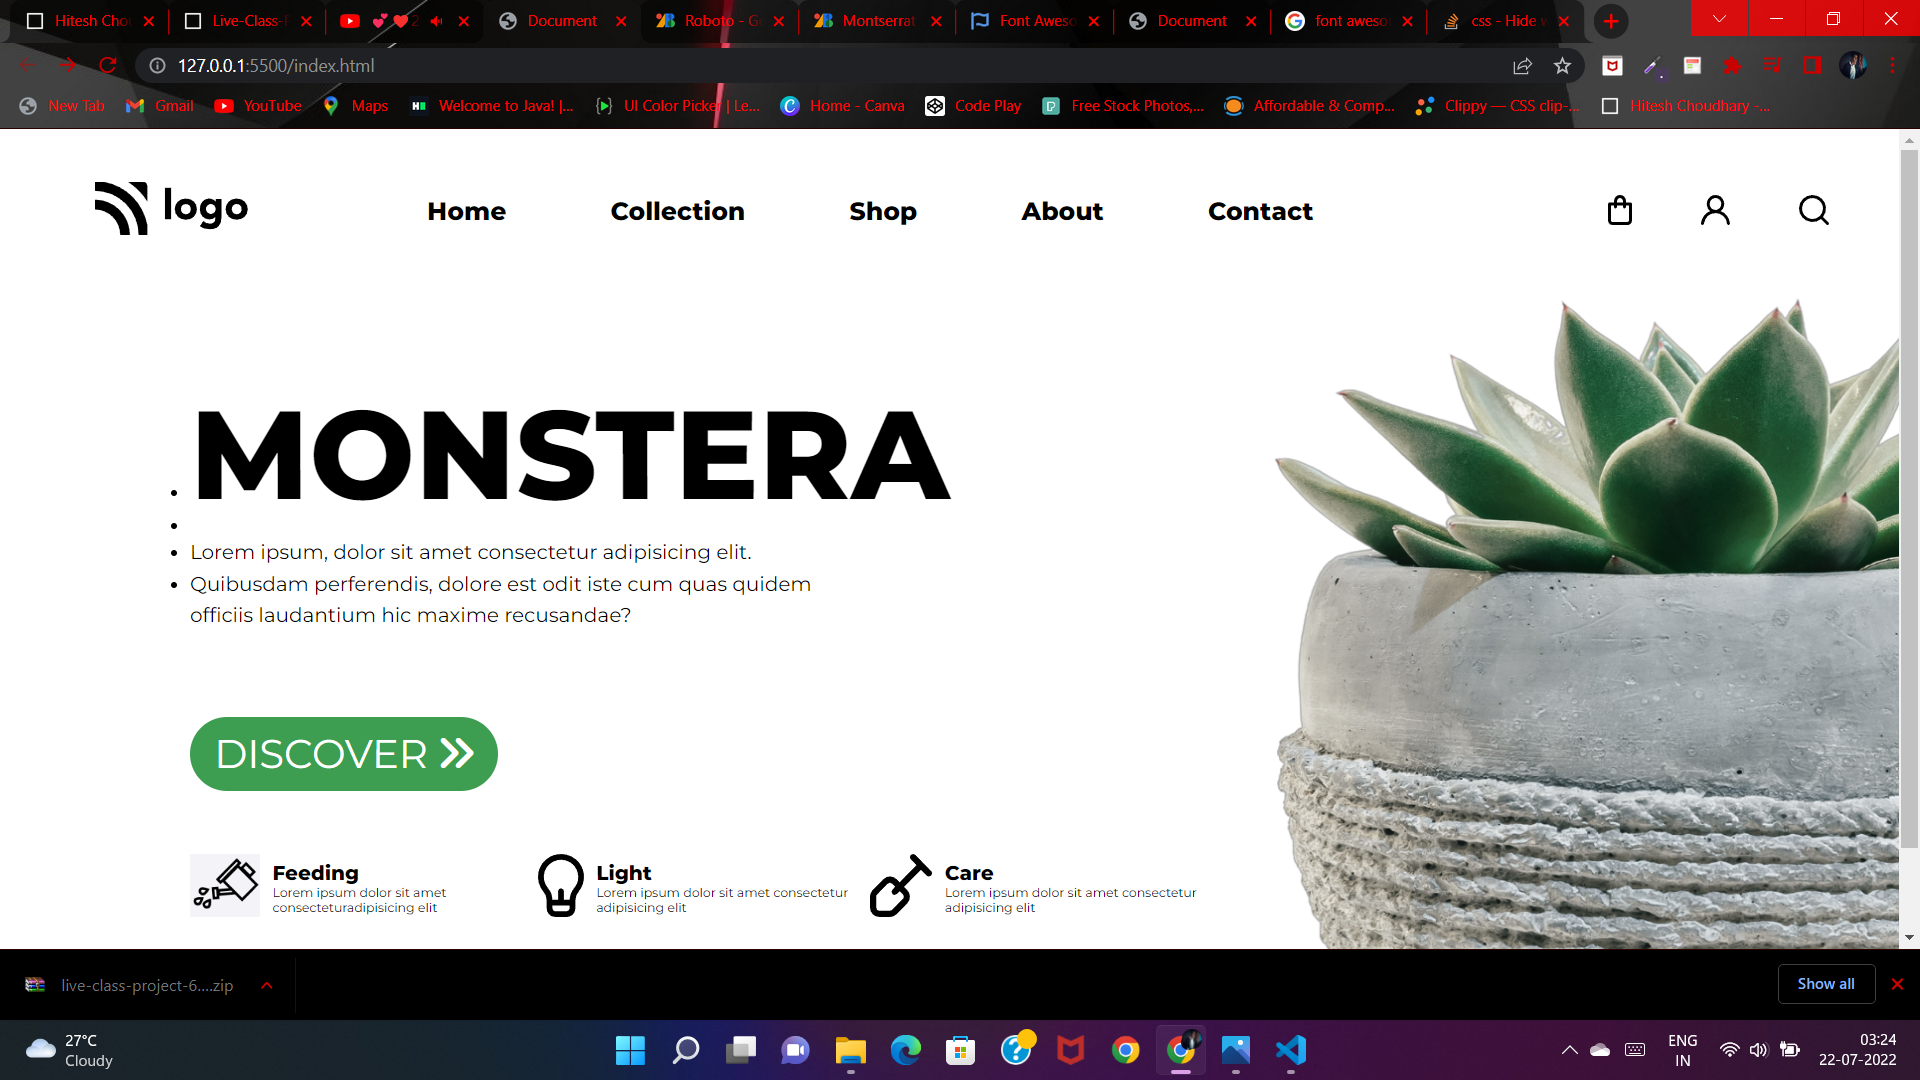 Hitesh Chou
Live-Class-P
2
Document
Roboto - Go
Montserrat
Font Aweso
Document
font aweso
css - Hide w
127.0.0.1:5500/index.html
New Tab
Gmail
YouTube
Maps
Welcome to Java! |...
UI Color Picker | Le...
Home - Canva
Code Play
Free Stock Photos,...
Affordable & Comp...
Clippy — CSS clip-...
Hitesh Choudhary -...
logo
Home
Collection
Shop
About
Contact
MONSTERA
Lorem ipsum, dolor sit amet consectetur adipisicing elit.
Quibusdam perferendis, dolore est odit iste cum quas quidem
officiis laudantium hic maxime recusandae?
DISCOVER
Feeding
Lorem ipsum dolor sit amet
consecteturadipisicing elit
Light
Lorem ipsum dolor sit amet consectetur
adipisicing elit
Care
Lorem ipsum dolor sit amet consectetur
adipisicing elit
live-class-project-6....zip
Show all
27°C
Cloudy
ENG
IN
03:24
22-07-2022